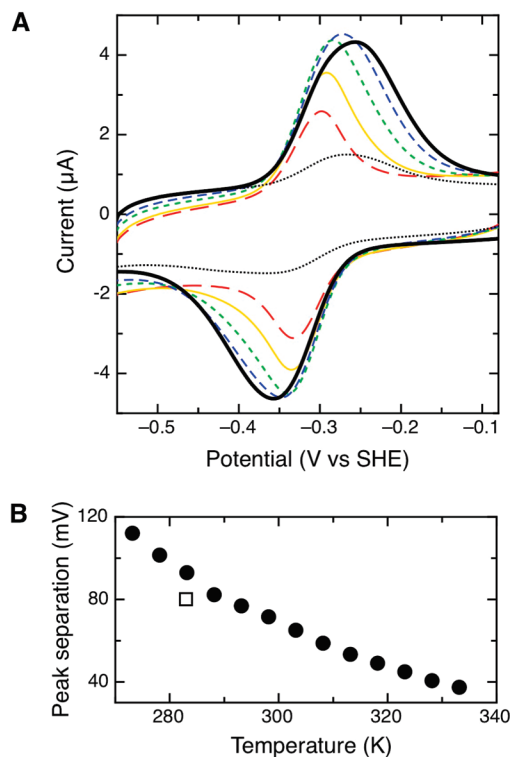 A
4
2
0
−2
−4
Current (μA)
−0.5
−0.4
−0.3
−0.2
−0.1
Potential (V vs SHE)
B
120
80
40
Peak separation (mV)
280
300
320
340
Temperature (K)